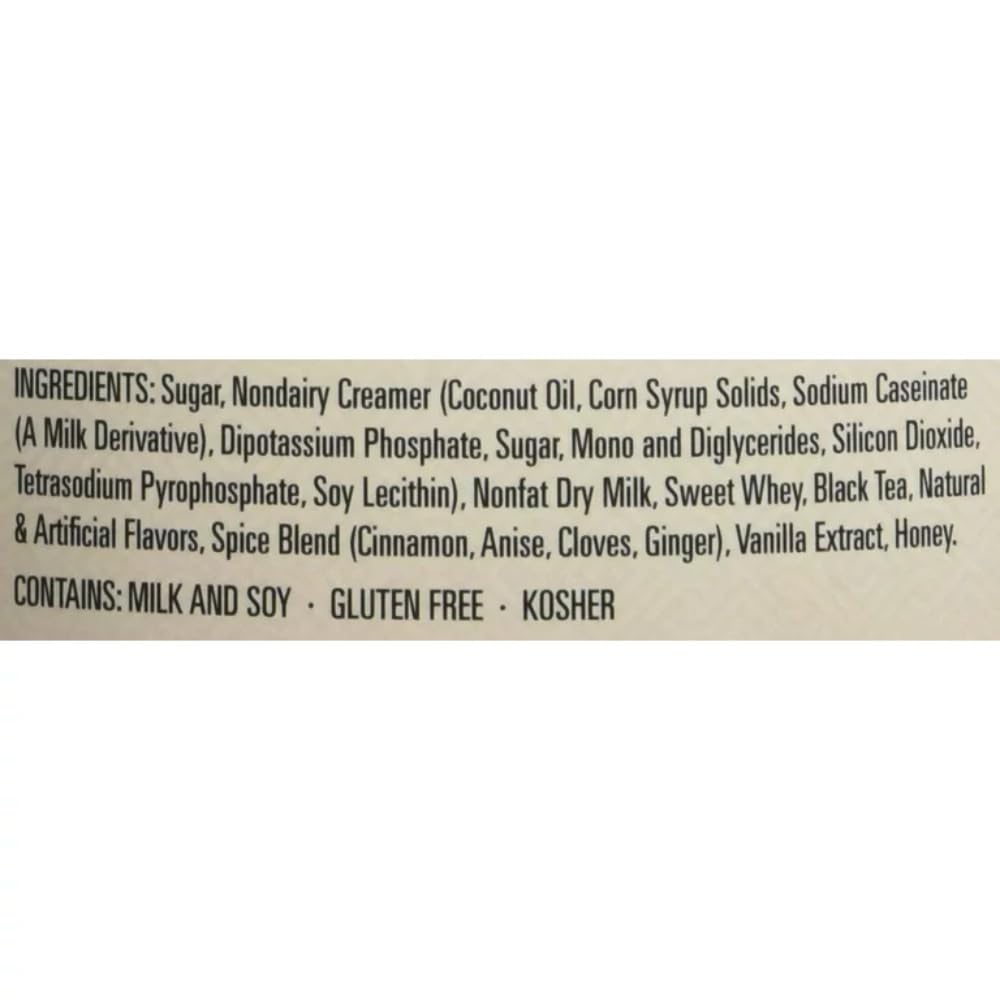 INGREDIENTS: Sugar, Nondairy Creamer (Coconut Oil, Corn Syrup Solids, Sodium Caseinate
(A Milk Derivative), Dipotassium Phosphate, Sugar, Mono and Diglycerides, Silicon Dioxide,
Tetrasodium Pyrophosphate, Soy Lecithin), Nonfat Dry Milk, Sweet Whey, Black Tea, Natural
& Artificial Flavors, Spice Blend (Cinnamon, Anise, Cloves, Ginger), Vanilla Extract, Honey.
CONTAINS: MILK AND SOY · GLUTEN FREE · KOSHER